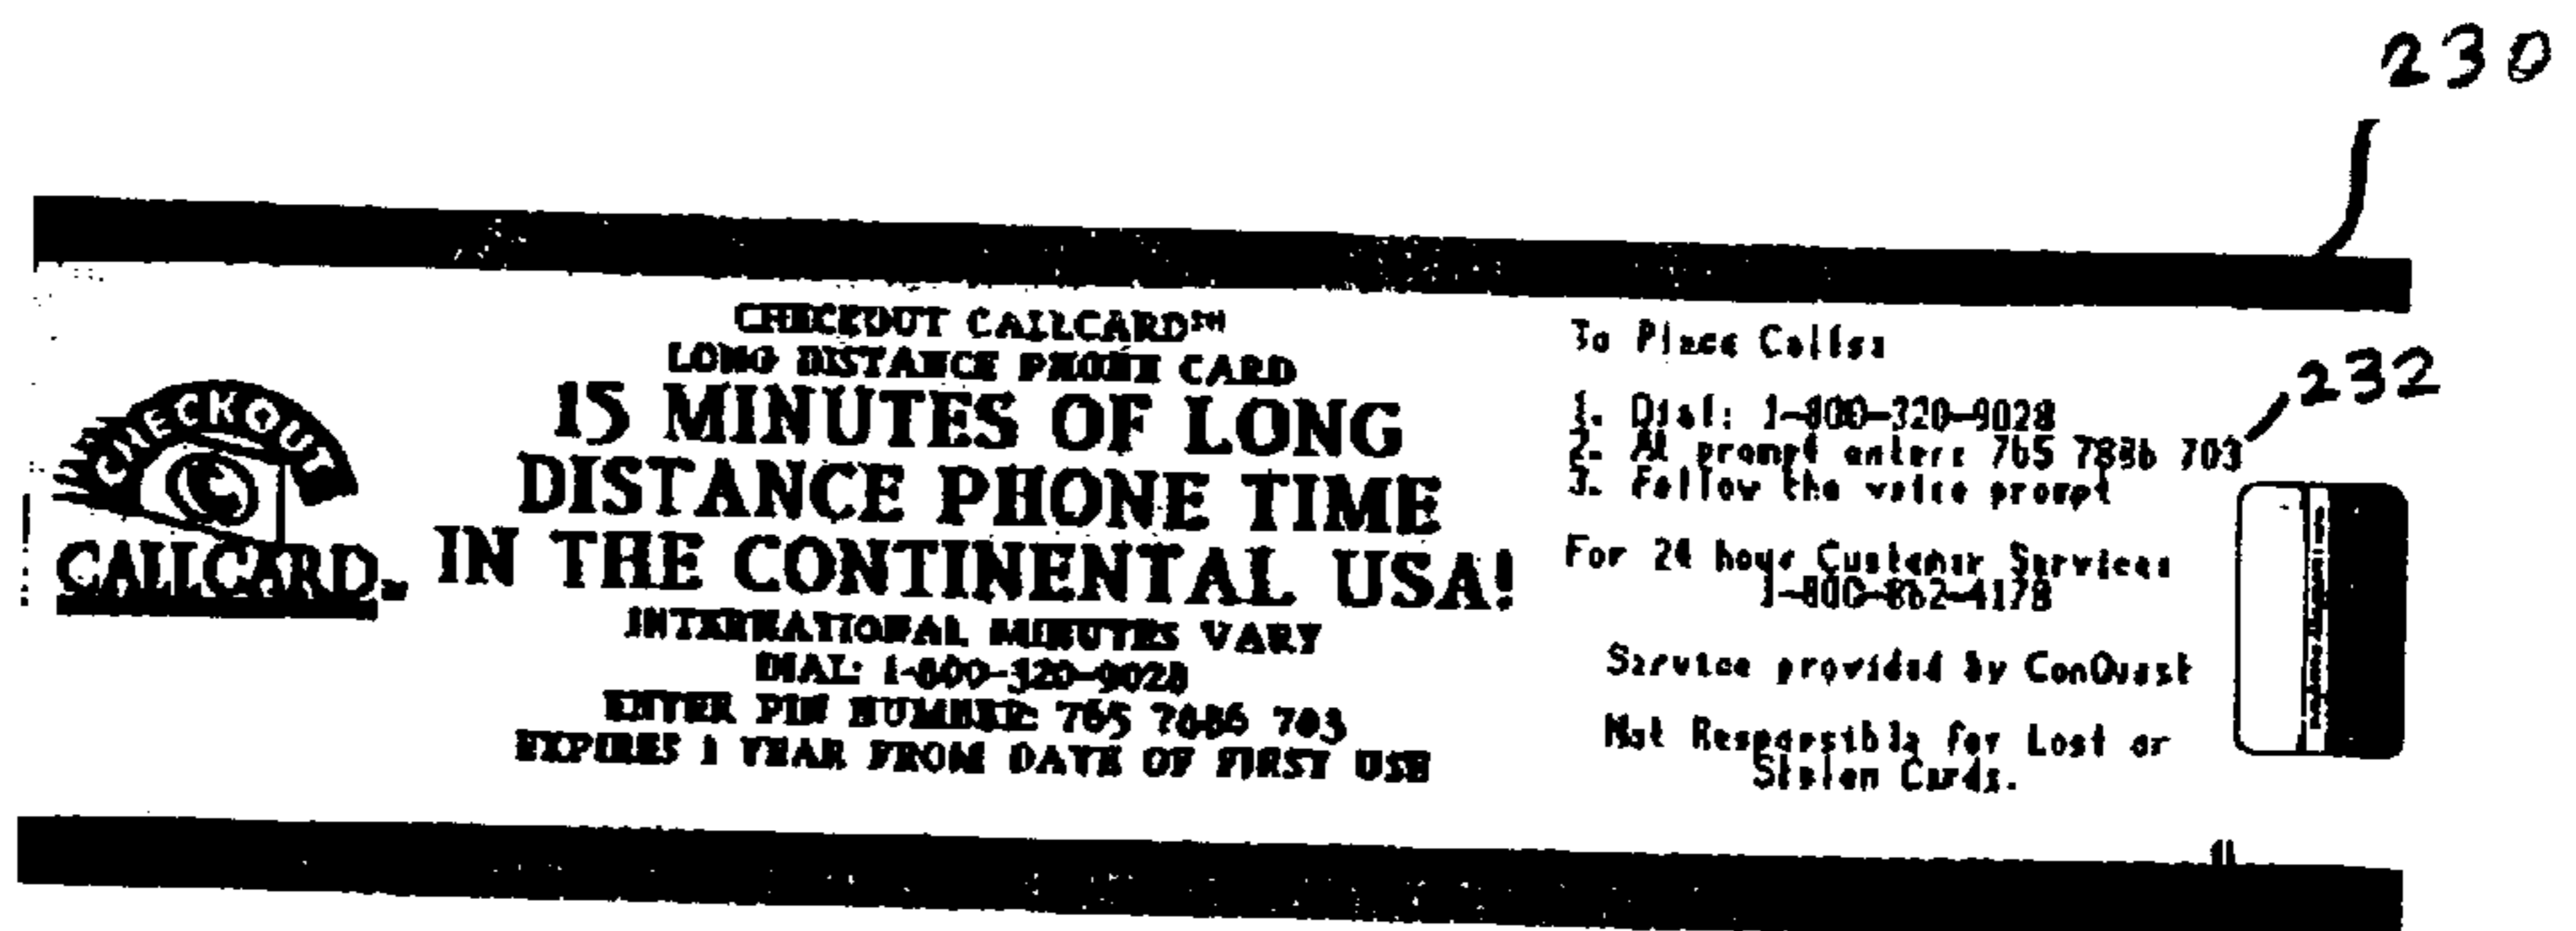 230
CHECKOUT CALLCARD℠
LONG DISTANCE PHONE CARD
15 MINUTES OF LONG
DISTANCE PHONE TIME
IN THE CONTINENTAL USA!
INTERNATIONAL MINUTES VARY
DIAL: 1-800-320-9028
ENTER PIN NUMBER: 765 7886 703
EXPIRES 1 YEAR FROM DATE OF FIRST USE
CHECKOUT
CALLCARD
To Place Calls:
1. Dial: 1-800-320-9028
2. At prompt enter: 765 7886 703
3. Follow the voice prompt
232
For 24 hour Customer Service:
1-800-862-4178
Service provided by ConQuest
Not Responsible for Lost or
Stolen Cards.